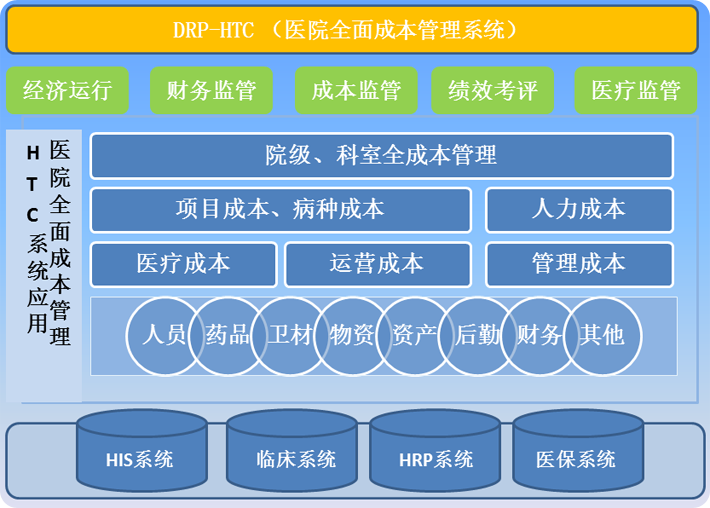 DRP-HTC （医院全面成本管理系统）
经济运行
财务监管
成本监管
绩效考评
医疗监管
医院全面成本管理
HTC系统应用
院级、科室全成本管理
项目成本、病种成本
人力成本
医疗成本
运营成本
管理成本
人员
药品
卫材
物资
资产
后勤
财务
其他
HIS系统
临床系统
HRP系统
医保系统